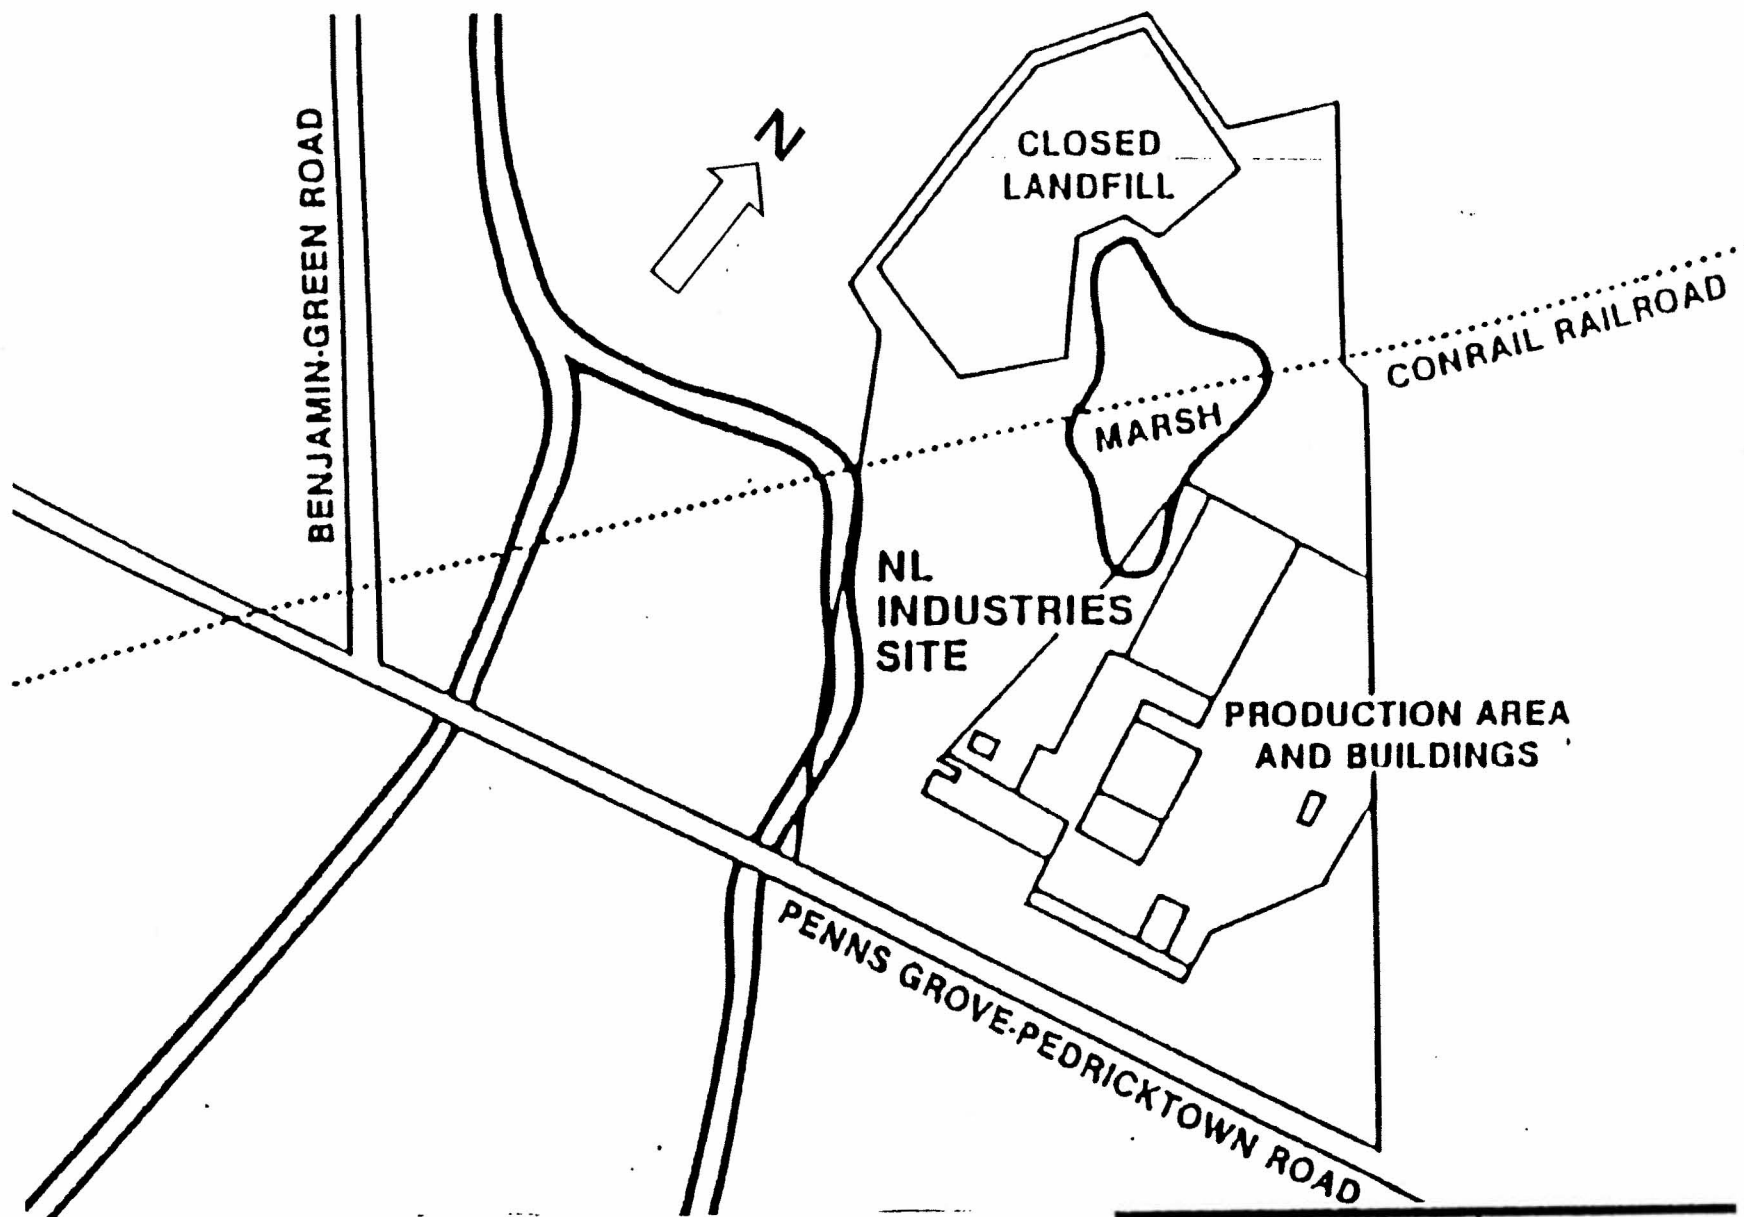 N
CLOSED
LANDFILL
BENJAMIN-GREEN ROAD
CONRAIL RAILROAD
MARSH
NL
INDUSTRIES
SITE
PRODUCTION AREA
AND BUILDINGS
PENNS GROVE-PEDRICKTOWN ROAD